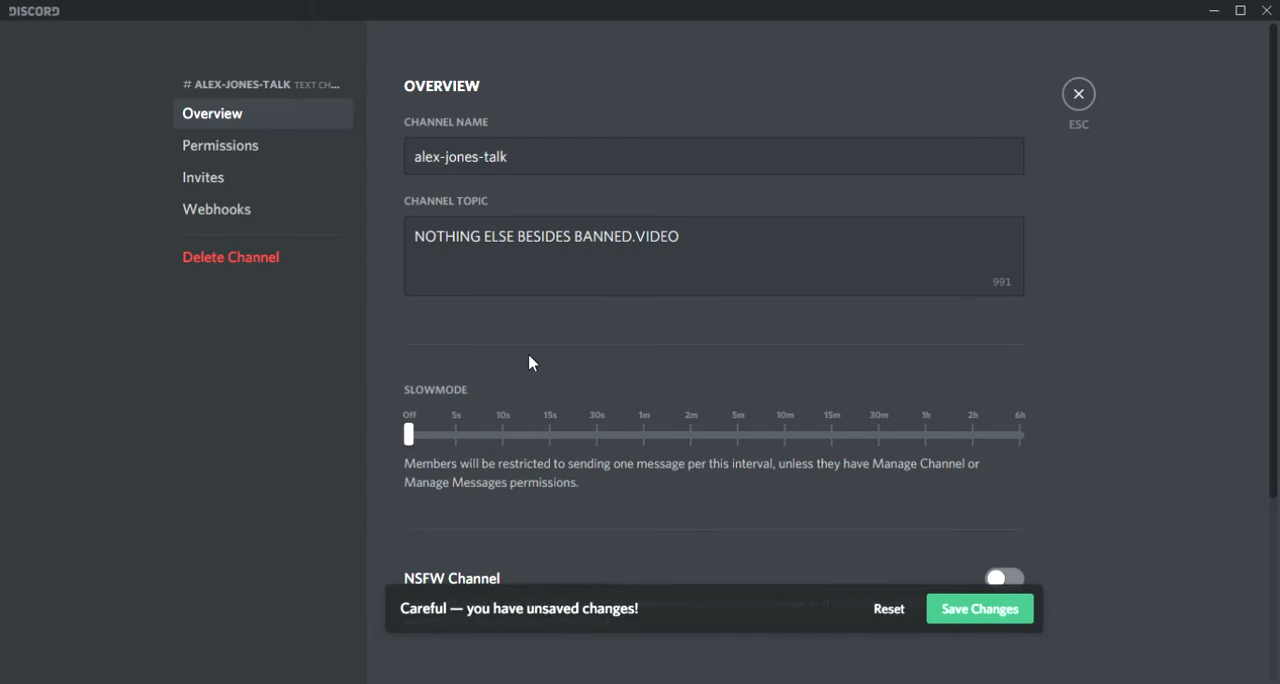 DISCORD
# ALEX-JONES-TALK TEXT CH...
Overview
Permissions
Invites
Webhooks
Delete Channel
OVERVIEW
CHANNEL NAME
alex-jones-talk
CHANNEL TOPIC
NOTHING ELSE BESIDES BANNED.VIDEO
991
ESC
SLOWMODE
Off 5s 10s 15s 30s 1m 2m 5m 10m 15m 30m 1h 2h 6h
Members will be restricted to sending one message per this interval, unless they have Manage Channel or
Manage Messages permissions.
NSFW Channel
Careful — you have unsaved changes!
Reset
Save Changes